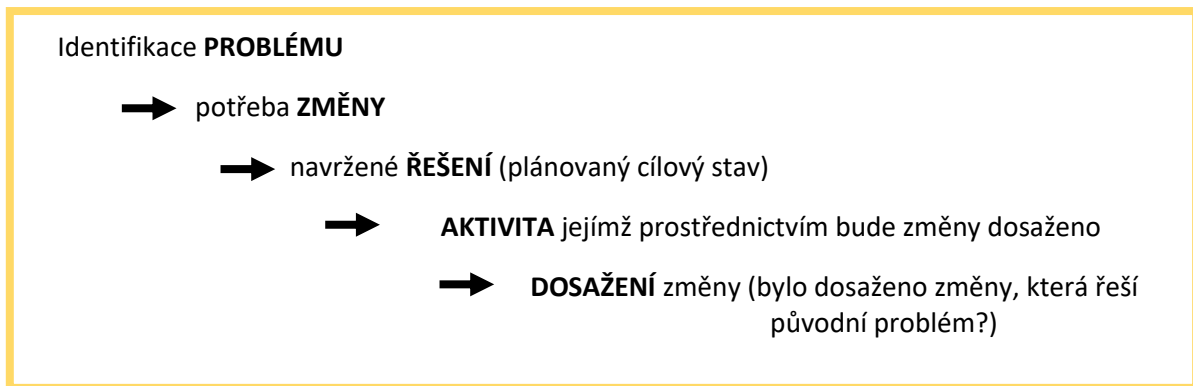 Identifikace PROBLÉMU
potřeba ZMĚNY
navržené ŘEŠENÍ (plánovaný cílový stav)
AKTIVITA jejímž prostřednictvím bude změny dosaženo
DOSAŽENÍ změny (bylo dosaženo změny, která řeší
původní problém?)